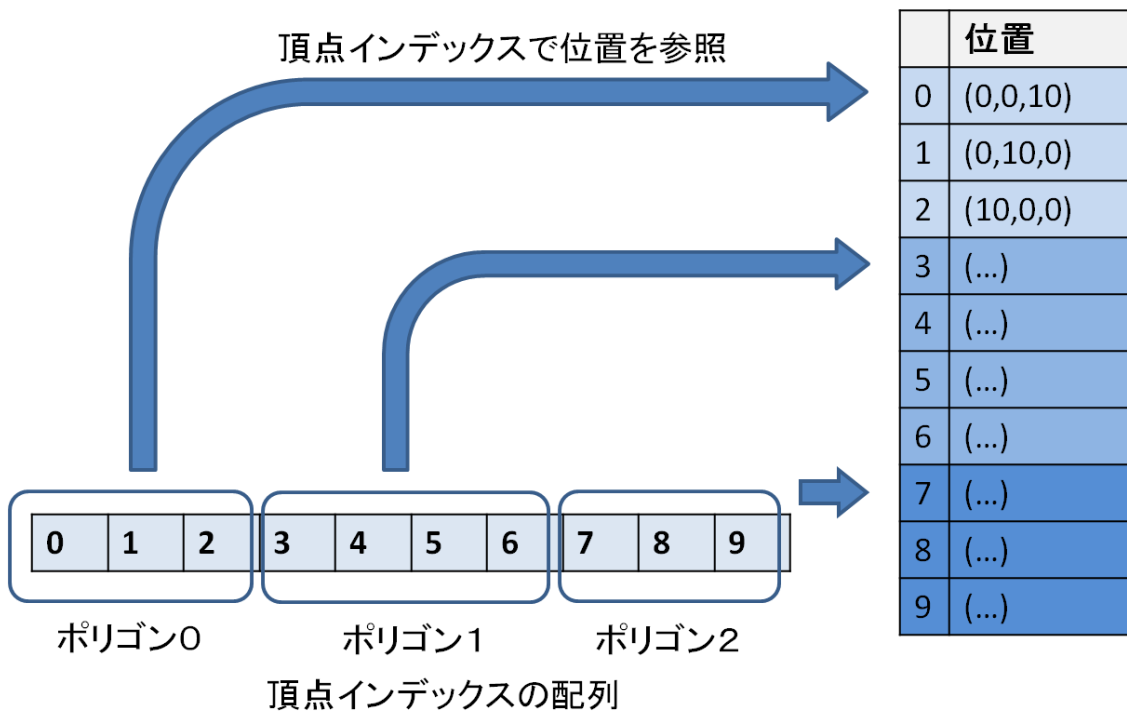 頂点インデックスで位置を参照
位置
0 (0,0,10)
1 (0,10,0)
2 (10,0,0)
3 (...)
4 (...)
5 (...)
6 (...)
7 (...)
8 (...)
9 (...)
0 1 2 3 4 5 6 7 8 9
ポリゴン0 ポリゴン1 ポリゴン2
頂点インデックスの配列